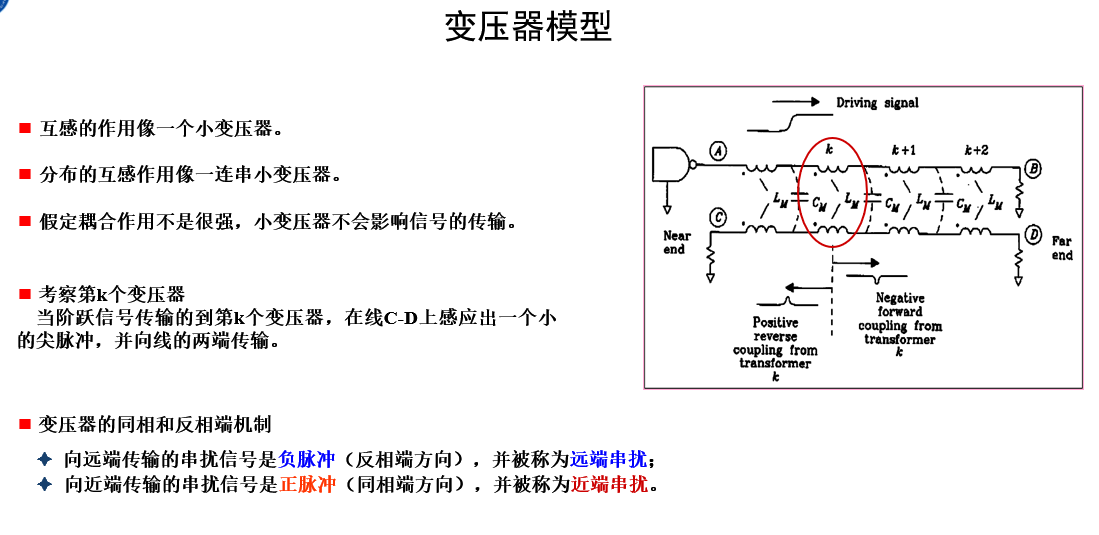 变压器模型
互感的作用像一个小变压器。
分布的互感作用像一连串小变压器。
假定耦合作用不是很强，小变压器不会影响信号的传输。
考察第k个变压器
当阶跃信号传输的到第k个变压器，在线C-D上感应出一个小
的尖脉冲，并向线的两端传输。
变压器的同相和反相端机制
向远端传输的串扰信号是负脉冲（反相端方向），并被称为远端串扰；
向近端传输的串扰信号是正脉冲（同相端方向），并被称为近端串扰。
Driving signal
A
k
k+1
k+2
B
LM
CM
LM
CM
LM
CM
LM
C
D
Near
end
Far
end
Negative
forward
coupling from
transformer
k
Positive
reverse
coupling from
transformer
k